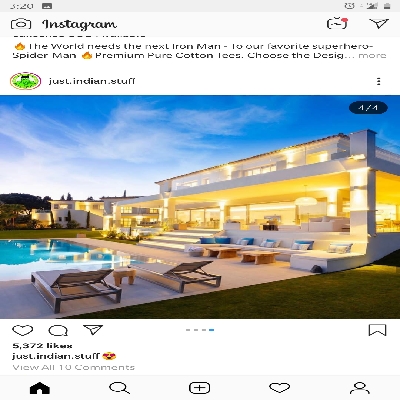 3:20
Instagram
🔥The World needs the next Iron Man - To our favorite superhero-
Spider-Man 🔥Premium Pure Cotton Tees. Choose the Desig... more
just.indian.stuff
4/4
5,372 likes
just.indian.stuff 😍
View All 10 Comments